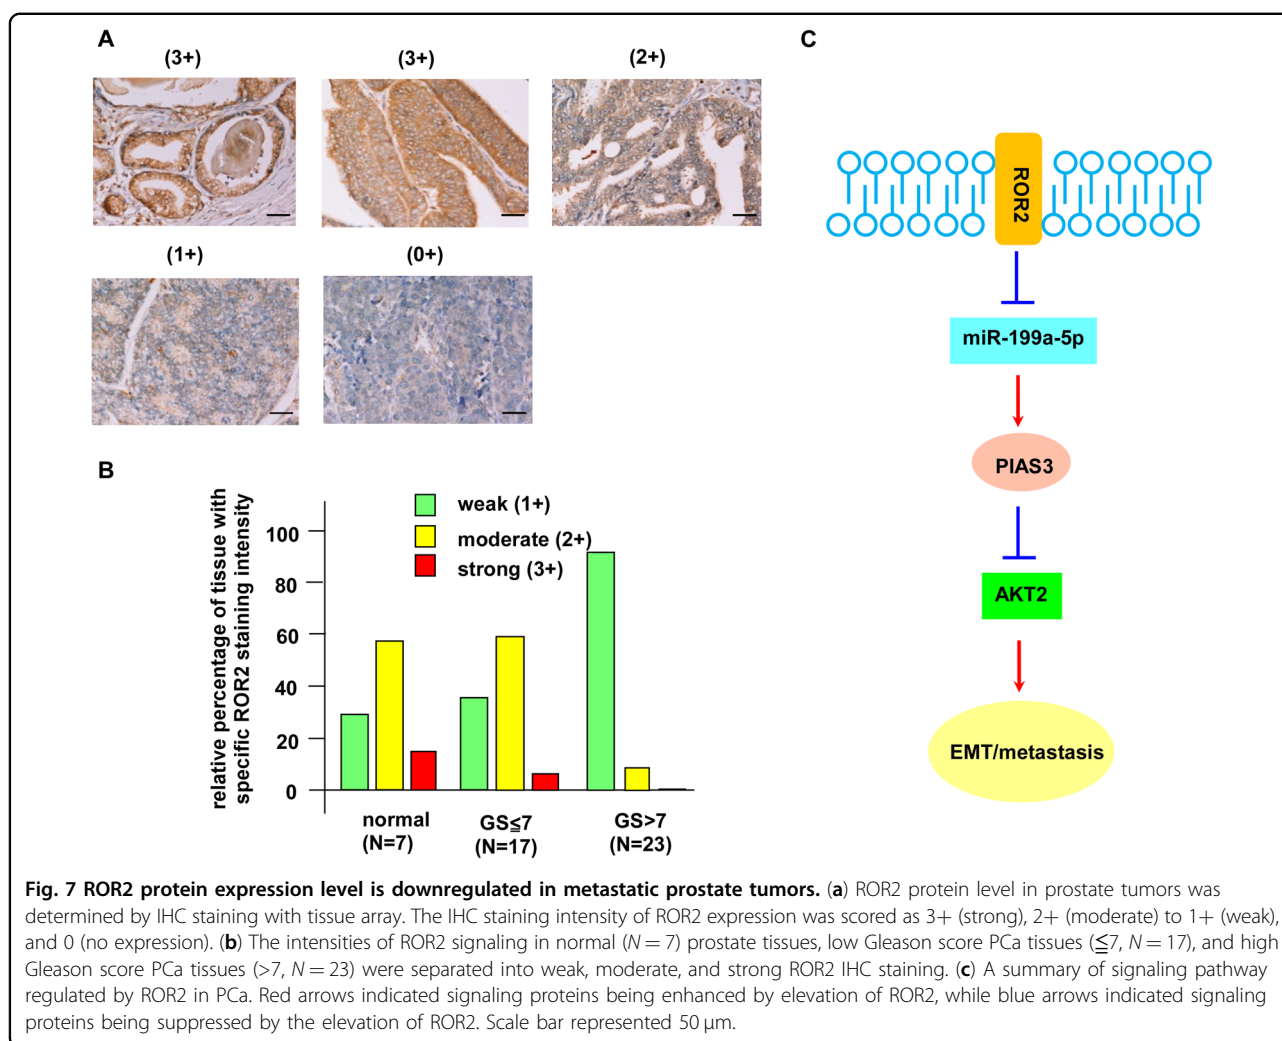 A
(3+)
(3+)
(2+)
(1+)
(0+)
B
relative percentage of tissue with
specific ROR2 staining intensity
100
80
60
40
20
0
weak (1+)
moderate (2+)
strong (3+)
normal
(N=7)
GS≦7
(N=17)
GS>7
(N=23)
C
ROR2
miR-199a-5p
PIAS3
AKT2
EMT/metastasis
Fig. 7 ROR2 protein expression level is downregulated in metastatic prostate tumors. (a) ROR2 protein level in prostate tumors was
determined by IHC staining with tissue array. The IHC staining intensity of ROR2 expression was scored as 3+ (strong), 2+ (moderate) to 1+ (weak),
and 0 (no expression). (b) The intensities of ROR2 signaling in normal (N = 7) prostate tissues, low Gleason score PCa tissues (≦7, N = 17), and high
Gleason score PCa tissues (>7, N = 23) were separated into weak, moderate, and strong ROR2 IHC staining. (c) A summary of signaling pathway
regulated by ROR2 in PCa. Red arrows indicated signaling proteins being enhanced by elevation of ROR2, while blue arrows indicated signaling
proteins being suppressed by the elevation of ROR2. Scale bar represented 50 μm.